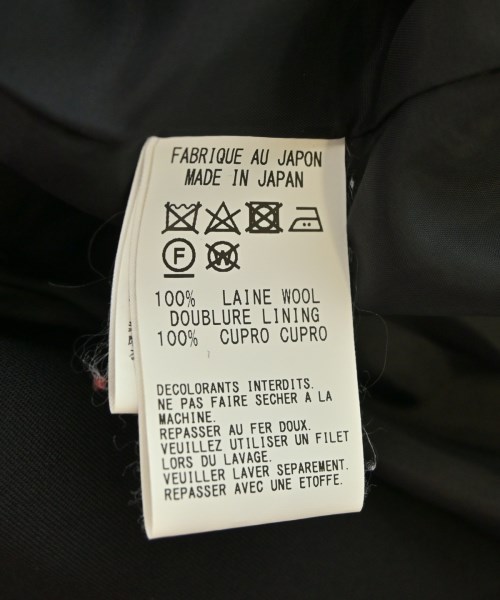 FABRIQUE AU JAPON
MADE IN JAPAN
F W
100% LAINE WOOL
DOUBLURE LINING
100% CUPRO CUPRO
DECOLORANTS INTERDITS.
NE PAS FAIRE SECHER A LA
MACHINE.
REPASSER AU FER DOUX.
VEUILLEZ UTILISER UN FILET
LORS DU LAVAGE.
VEUILLER LAVER SEPAREMENT.
REPASSER AVEC UNE ETOFFE.